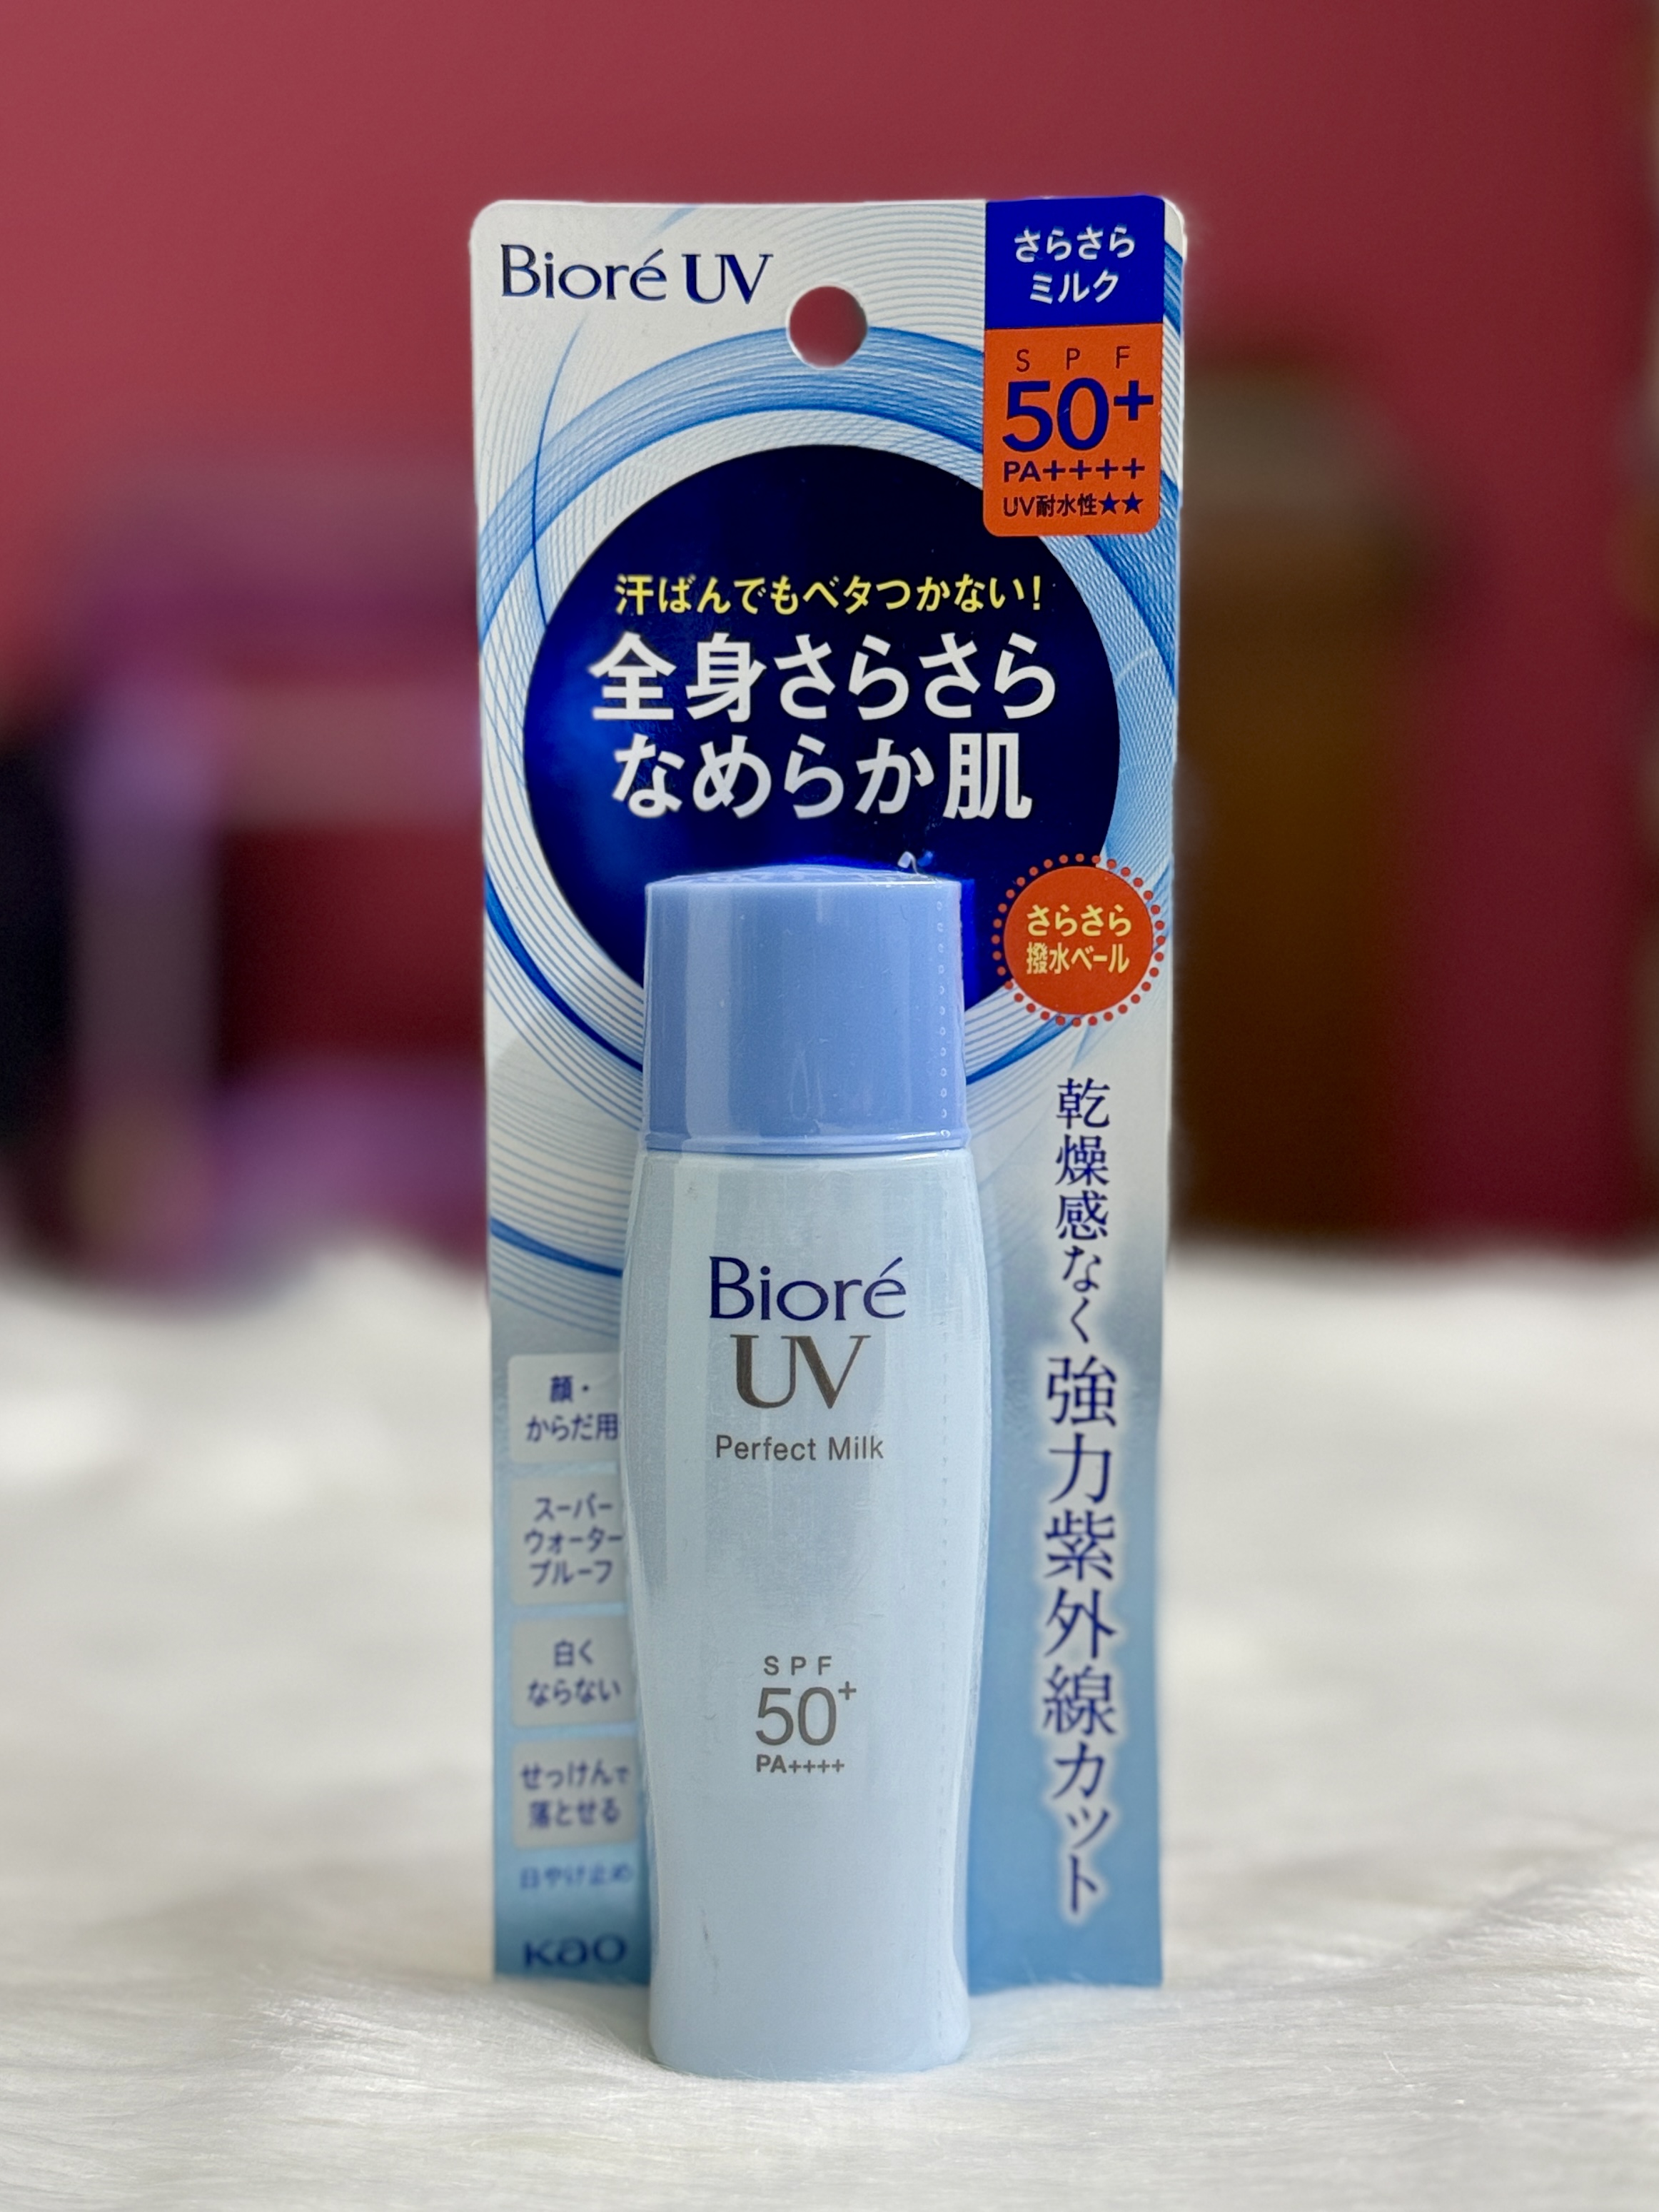 Bioré UV
さらさら
ミルク
SPF
50+
PA++++
UV耐水性★★
汗ばんでもベタつかない!
全身さらさら
なめらか肌
さらさら
撥水ベール
乾燥感なく強力紫外線カット
Bioré
UV
Perfect Milk
SPF
50+
PA++++
顔・
からだ用
スーパー
ウォーター
プルーフ
白く
ならない
せっけんで
落とせる
日やけ止め
Kao